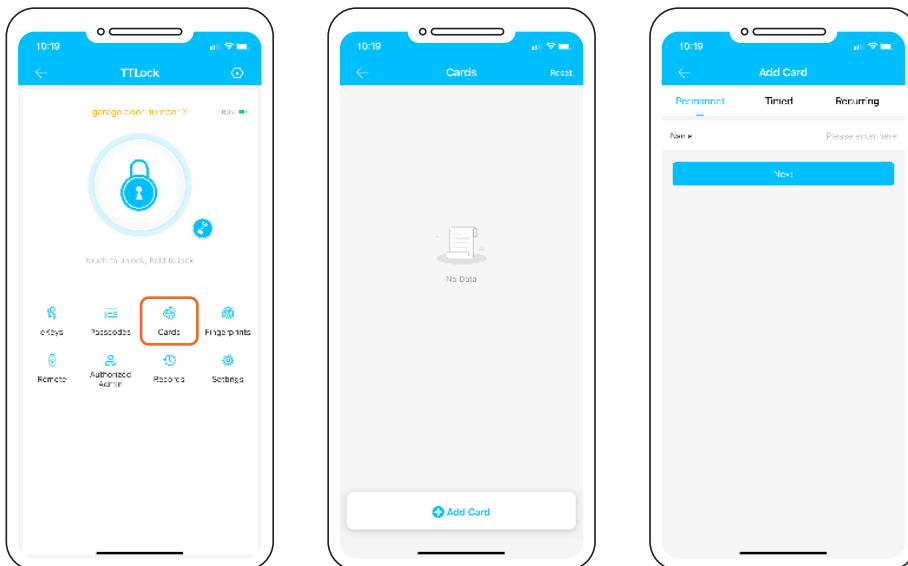 10:19
TTLock
garage door number 3
80%
touch to unlock, hold to lock
eKeys Passcodes Cards Fingerprints
Remote Authorized Admin Records Settings
10:19
Cards Reset
No Data
Add Card
10:19
Add Card
Permanent Timed Recurring
Name Please enter here
Next